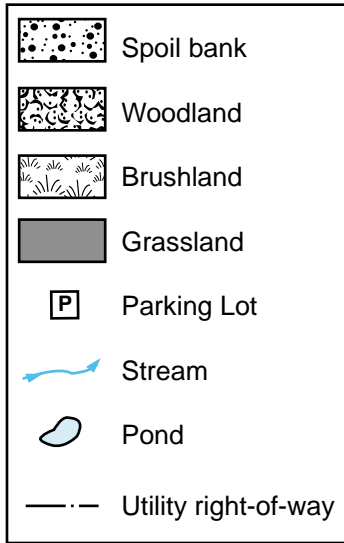 Spoil bank
Woodland
Brushland
Grassland
P Parking Lot
Stream
Pond
Utility right-of-way